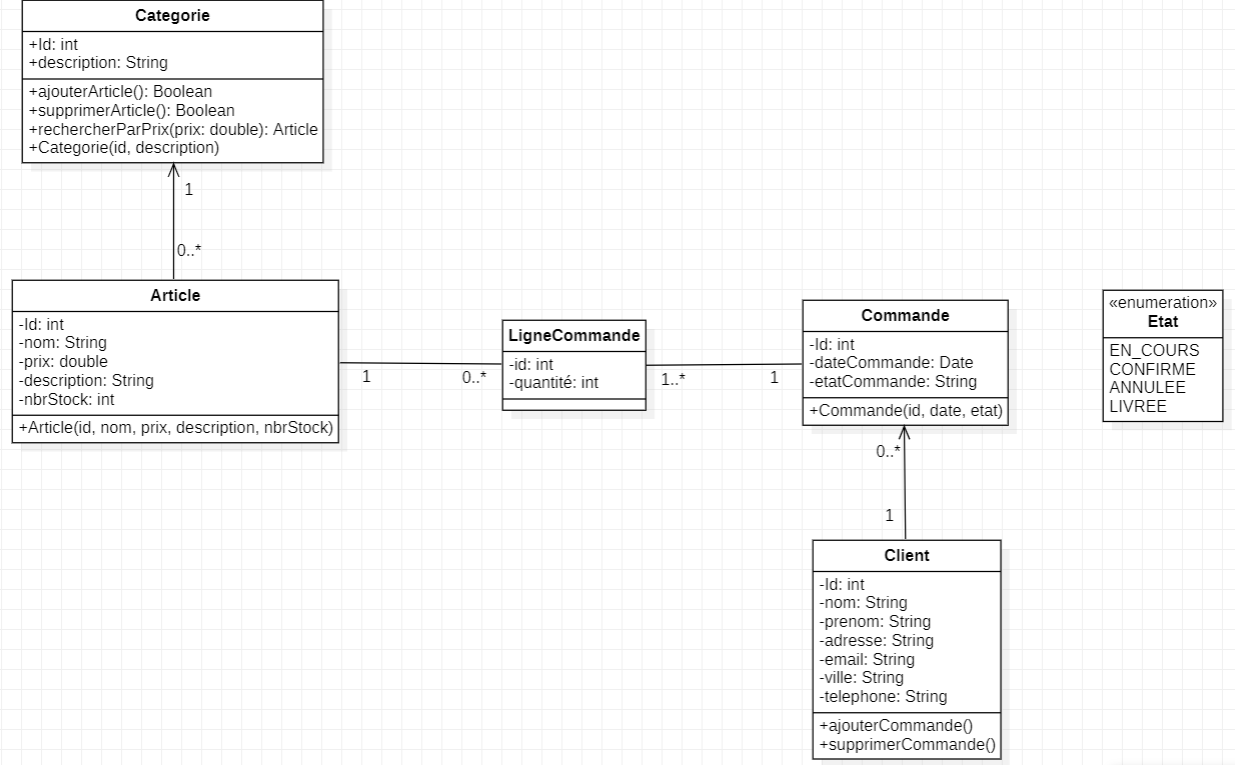 Categorie
+Id: int
+description: String
+ajouterArticle(): Boolean
+supprimerArticle(): Boolean
+rechercherParPrix(prix: double): Article
+Categorie(id, description)
1
0..*
Article
-Id: int
-nom: String
-prix: double
-description: String
-nbrStock: int
+Article(id, nom, prix, description, nbrStock)
1
0..*
LigneCommande
-id: int
-quantité: int
1..*
1
Commande
-Id: int
-dateCommande: Date
-etatCommande: String
+Commande(id, date, etat)
«enumeration»
Etat
EN_COURS
CONFIRME
ANNULEE
LIVREE
0..*
1
Client
-Id: int
-nom: String
-prenom: String
-adresse: String
-email: String
-ville: String
-telephone: String
+ajouterCommande()
+supprimerCommande()